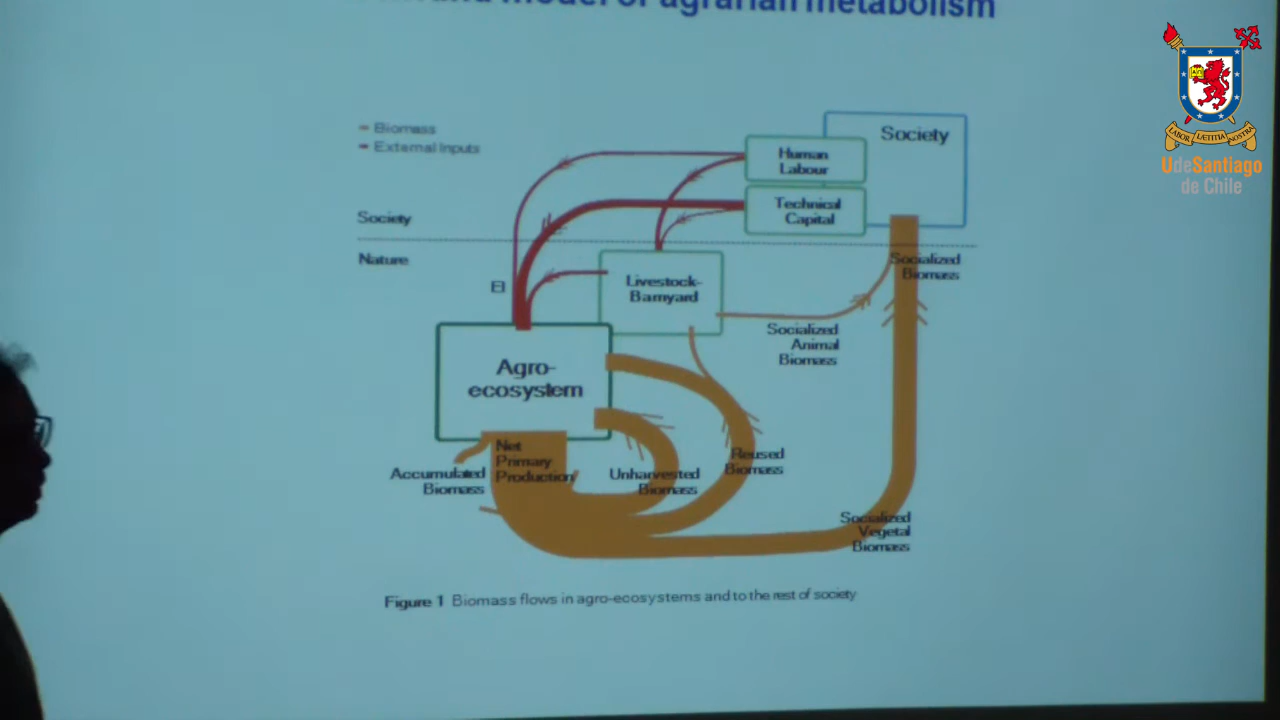 model of agrarian metabolism
Biomass
External Inputs
Society
Human
Labour
Technical
Capital
Society
Nature
EI
Livestock-
Barnyard
Socialized
Biomass
Socialized
Animal
Biomass
Agro-
ecosystem
Net
Primary
Production
Accumulated
Biomass
Unharvested
Biomass
Reused
Biomass
Socialized
Vegetal
Biomass
Figure 1 Biomass flows in agro-ecosystems and to the rest of society
LABOR LÆTITIA NOSTRA
UdeSantiago
de Chile